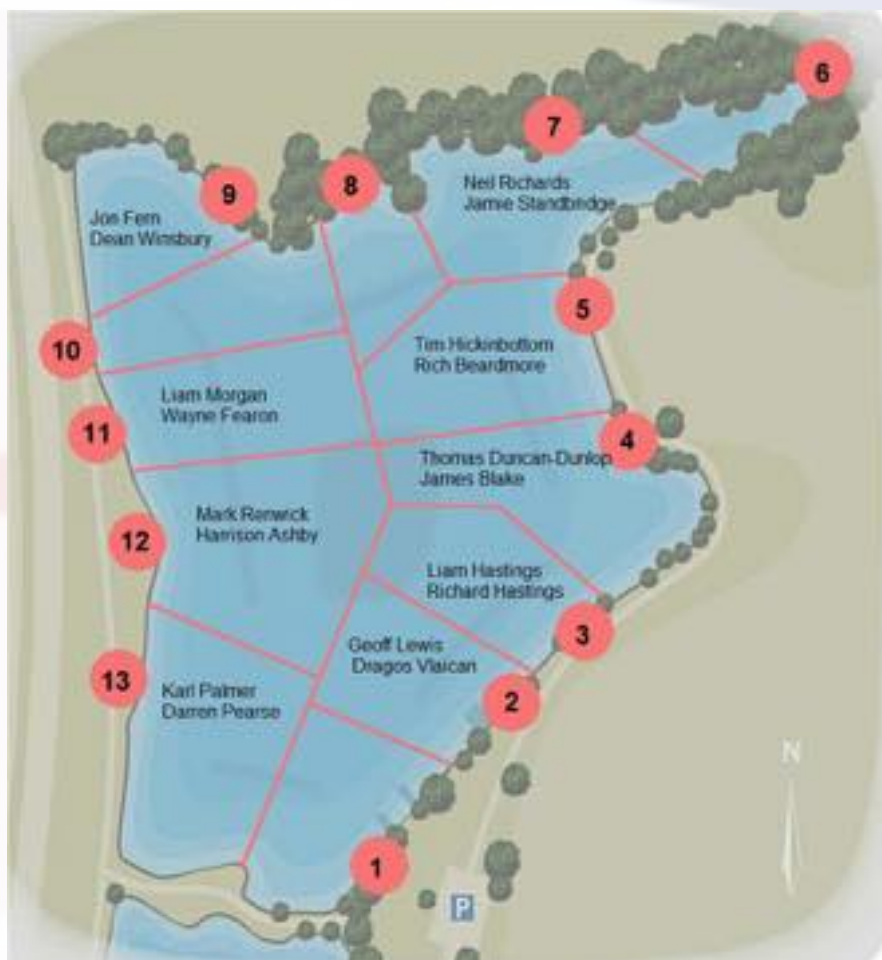 6
7
9
8
Neil Richards
Jamie Standbridge
Jon Fern
Dean Winsbury
5
10
Tim Hickinbottom
Rich Beardmore
Liam Morgan
Wayne Fearon
11
4
Thomas Duncan-Dunlop
James Blake
Mark Renwick
Harrison Ashby
12
Liam Hastings
Richard Hastings
3
Geoff Lewis
Dragos Vlaican
13
Karl Palmer
Darren Pearse
2
N
1
P